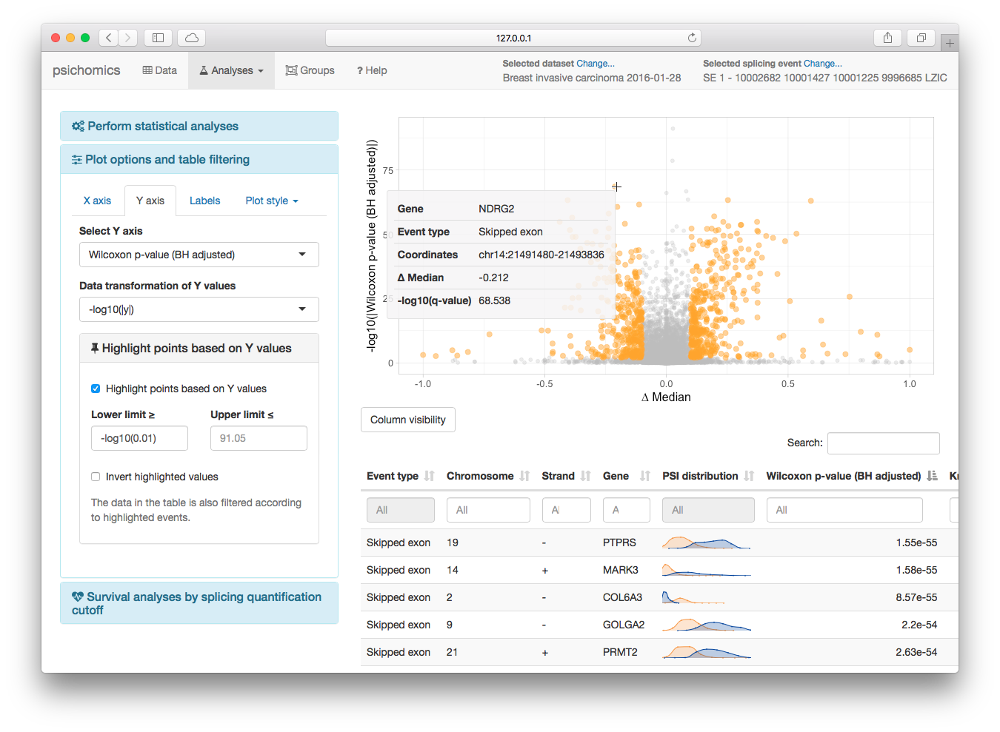 127.0.0.1
psichomics
Data
Analyses
Groups
? Help
Selected dataset Change...
Breast invasive carcinoma 2016-01-28
Selected splicing event Change...
SE 1 - 10002682 10001427 10001225 9996685 LZIC
Perform statistical analyses
Plot options and table filtering
X axis
Y axis
Labels
Plot style
Select Y axis
Wilcoxon p-value (BH adjusted)
Data transformation of Y values
-log10(|y|)
Highlight points based on Y values
Highlight points based on Y values
Lower limit ≥
Upper limit ≤
-log10(0.01)
91.05
Invert highlighted values
The data in the table is also filtered according
to highlighted events.
Survival analyses by splicing quantification
cutoff
-log10(|Wilcoxon p-value (BH adjusted)|)
75
50
25
0
-1.0
-0.5
0.0
0.5
1.0
Δ Median
Gene NDRG2
Event type Skipped exon
Coordinates chr14:21491480-21493836
Δ Median -0.212
-log10(q-value) 68.538
Column visibility
Search:
Event type Chromosome Strand Gene PSI distribution Wilcoxon p-value (BH adjusted)
All All Al A All All
Skipped exon 19 - PTPRS 1.55e-55
Skipped exon 14 + MARK3 1.58e-55
Skipped exon 2 - COL6A3 8.57e-55
Skipped exon 9 - GOLGA2 2.2e-54
Skipped exon 21 + PRMT2 2.63e-54